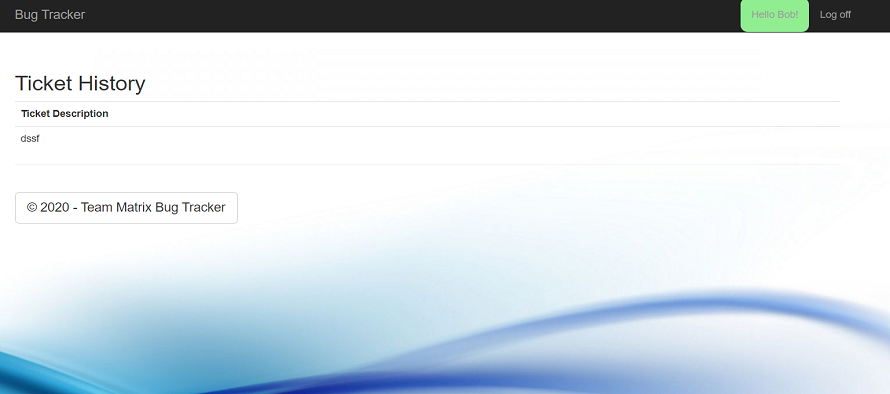 Bug Tracker
Hello Bob!
Log off
Ticket History
Ticket Description
dssf
© 2020 - Team Matrix Bug Tracker